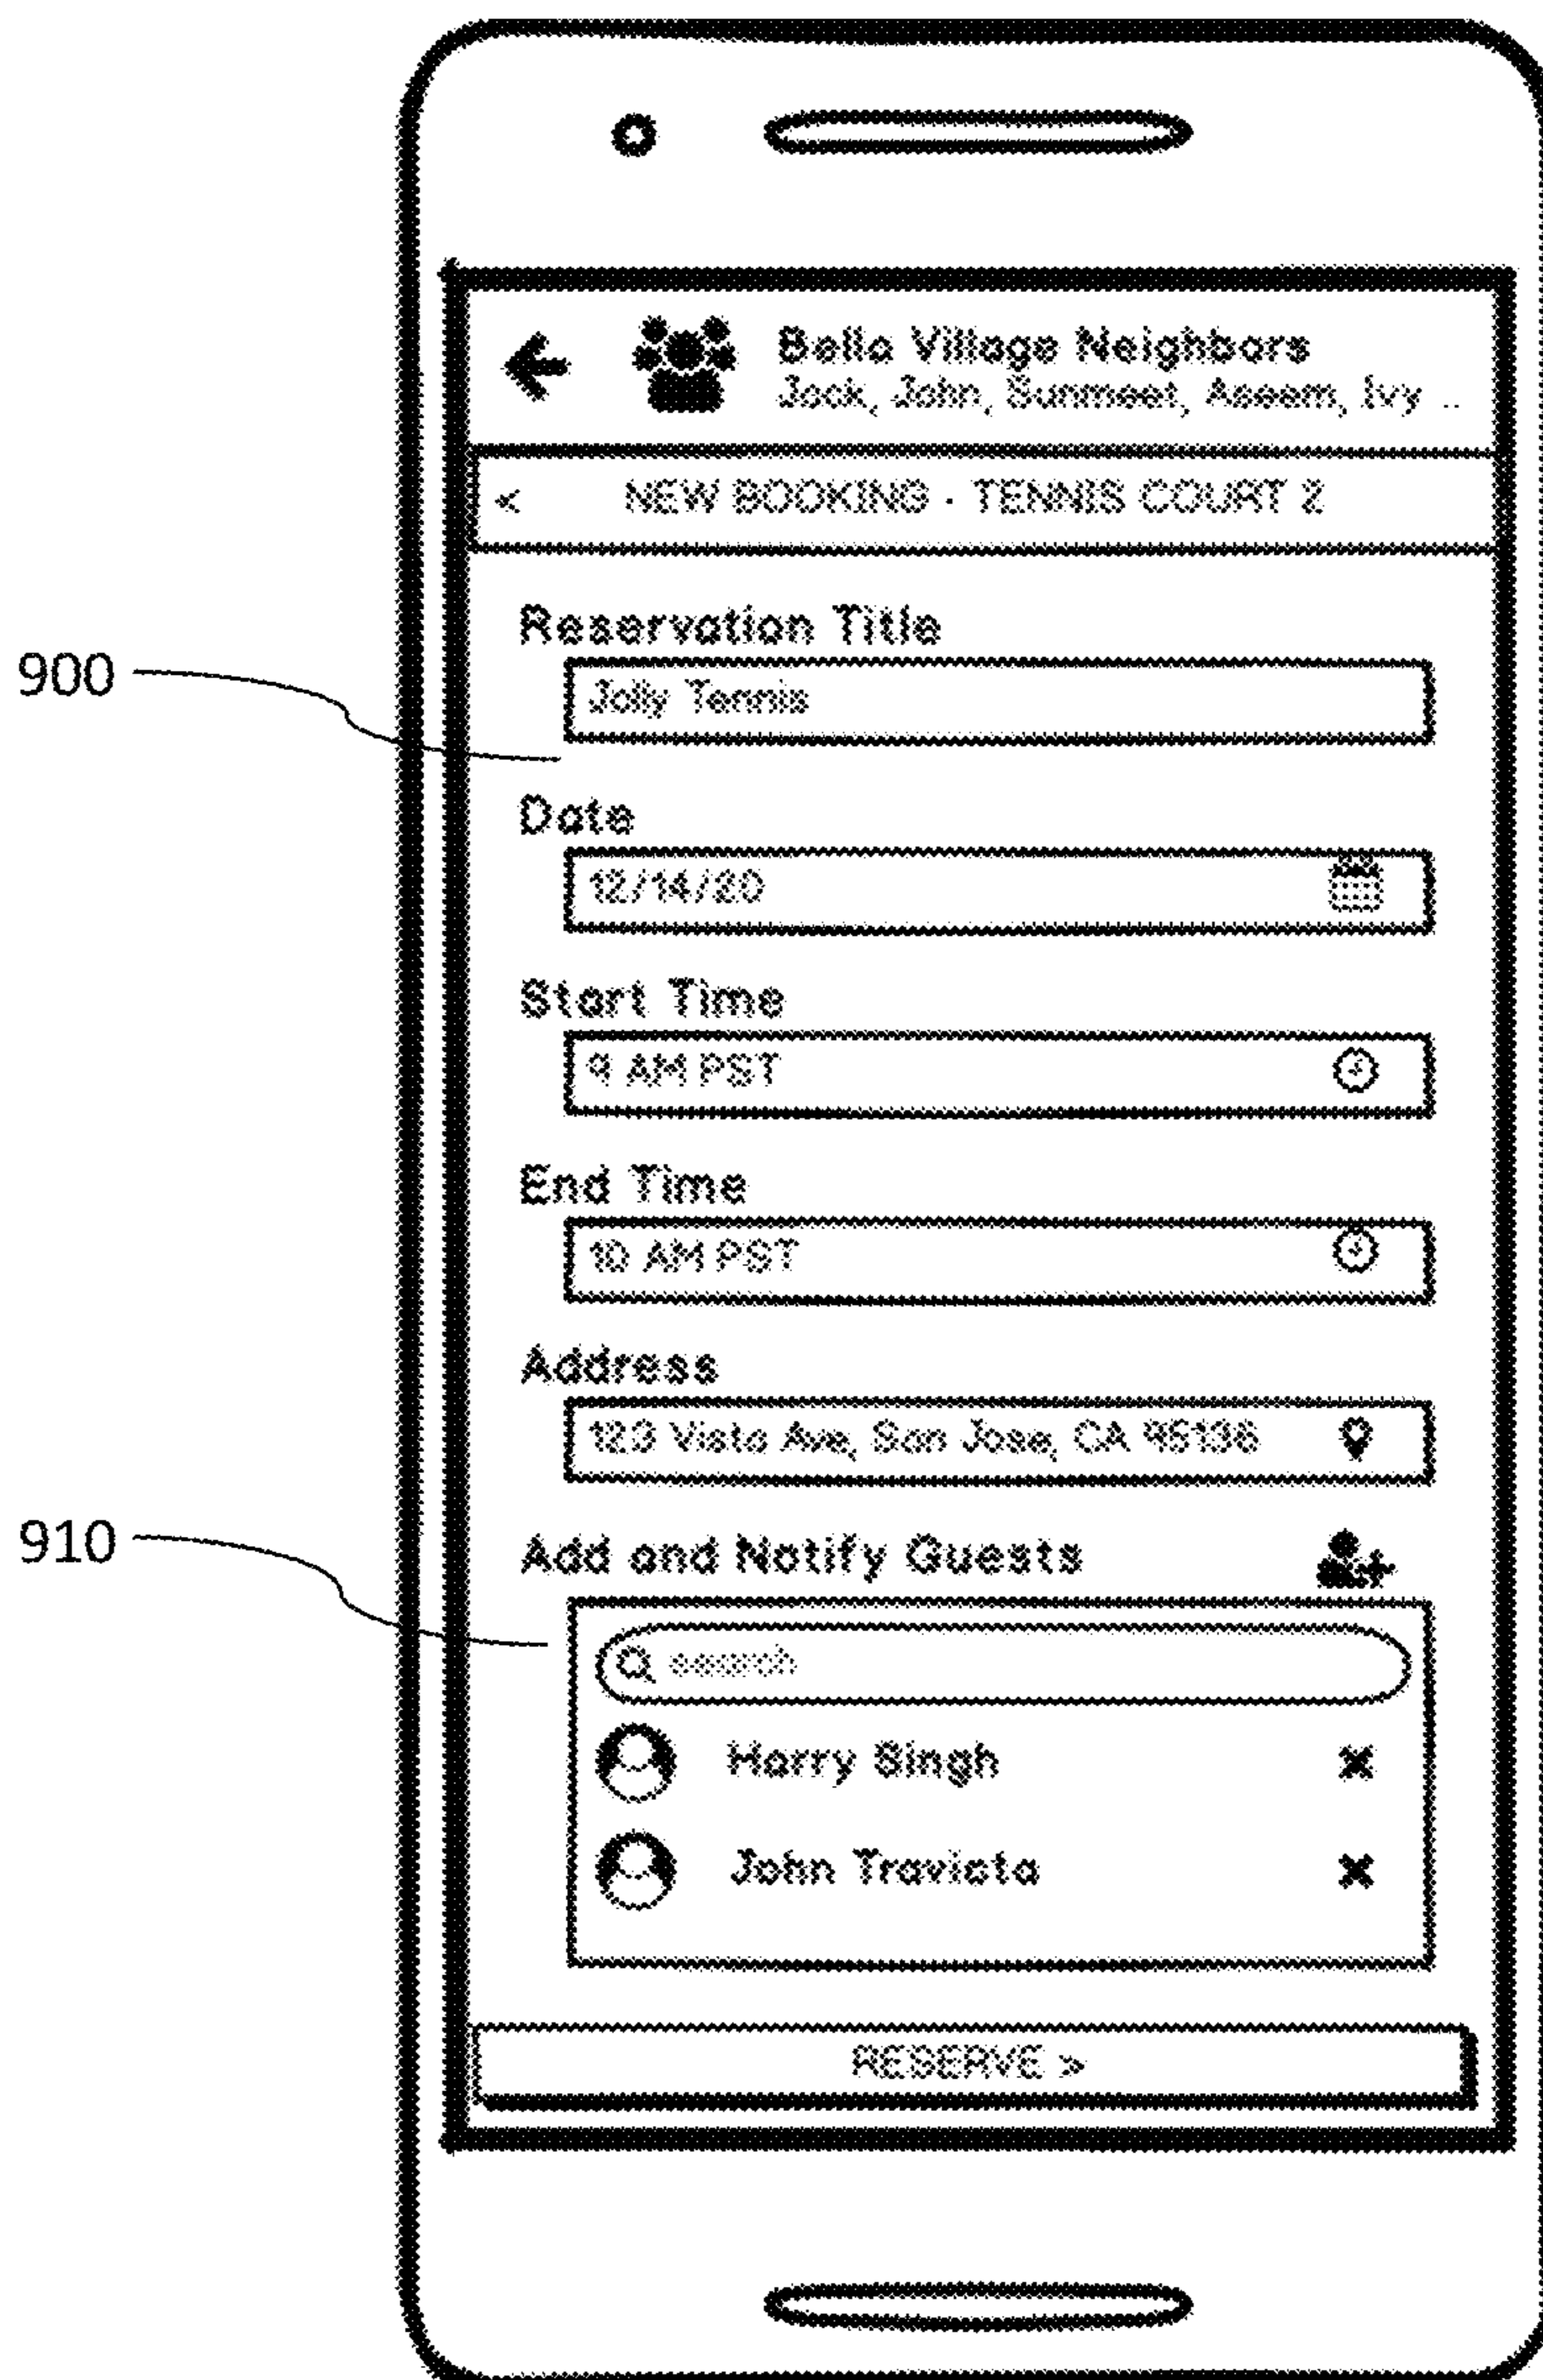 Bella Village Neighbors
Jack, John, Sunmeet, Aseem, Ivy ..
< NEW BOOKING · TENNIS COURT 2
Reservation Title
900
Jolly Tennis
Date
12/14/20
Start Time
9 AM PST
End Time
10 AM PST
Address
123 Vista Ave, San Jose, CA 95136
910
Add and Notify Guests
search
Harry Singh
John Traviata
RESERVE >